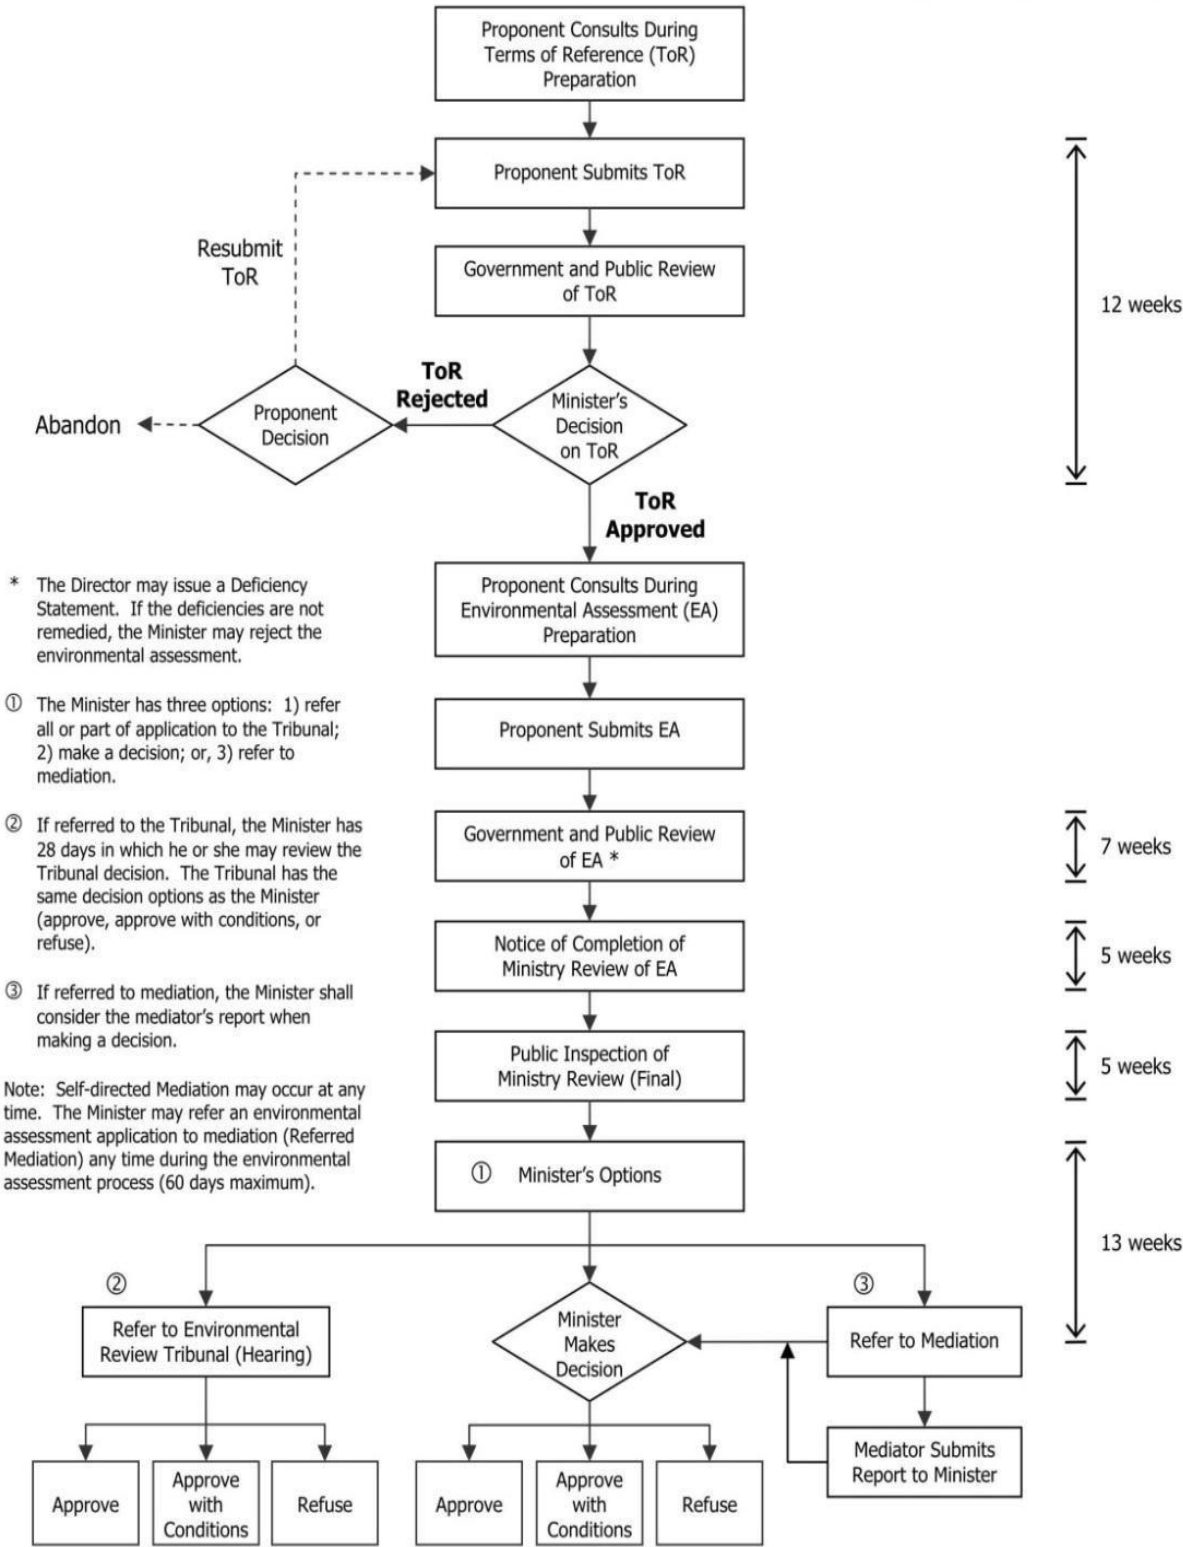 Proponent Consults During
Terms of Reference (ToR)
Preparation
Proponent Submits ToR
Resubmit
ToR
Government and Public Review
of ToR
12 weeks
ToR
Rejected
Minister's
Decision
on ToR
Proponent
Decision
Abandon
ToR
Approved
* The Director may issue a Deficiency
Statement. If the deficiencies are not
remedied, the Minister may reject the
environmental assessment.
① The Minister has three options: 1) refer
all or part of application to the Tribunal;
2) make a decision; or, 3) refer to
mediation.
② If referred to the Tribunal, the Minister has
28 days in which he or she may review the
Tribunal decision. The Tribunal has the
same decision options as the Minister
(approve, approve with conditions, or
refuse).
③ If referred to mediation, the Minister shall
consider the mediator's report when
making a decision.
Note: Self-directed Mediation may occur at any
time. The Minister may refer an environmental
assessment application to mediation (Referred
Mediation) any time during the environmental
assessment process (60 days maximum).
Proponent Consults During
Environmental Assessment (EA)
Preparation
Proponent Submits EA
Government and Public Review
of EA *
7 weeks
Notice of Completion of
Ministry Review of EA
5 weeks
Public Inspection of
Ministry Review (Final)
5 weeks
① Minister's Options
13 weeks
②
Refer to Environmental
Review Tribunal (Hearing)
Minister
Makes
Decision
③
Refer to Mediation
Mediator Submits
Report to Minister
Approve
Approve
with
Conditions
Refuse
Approve
Approve
with
Conditions
Refuse